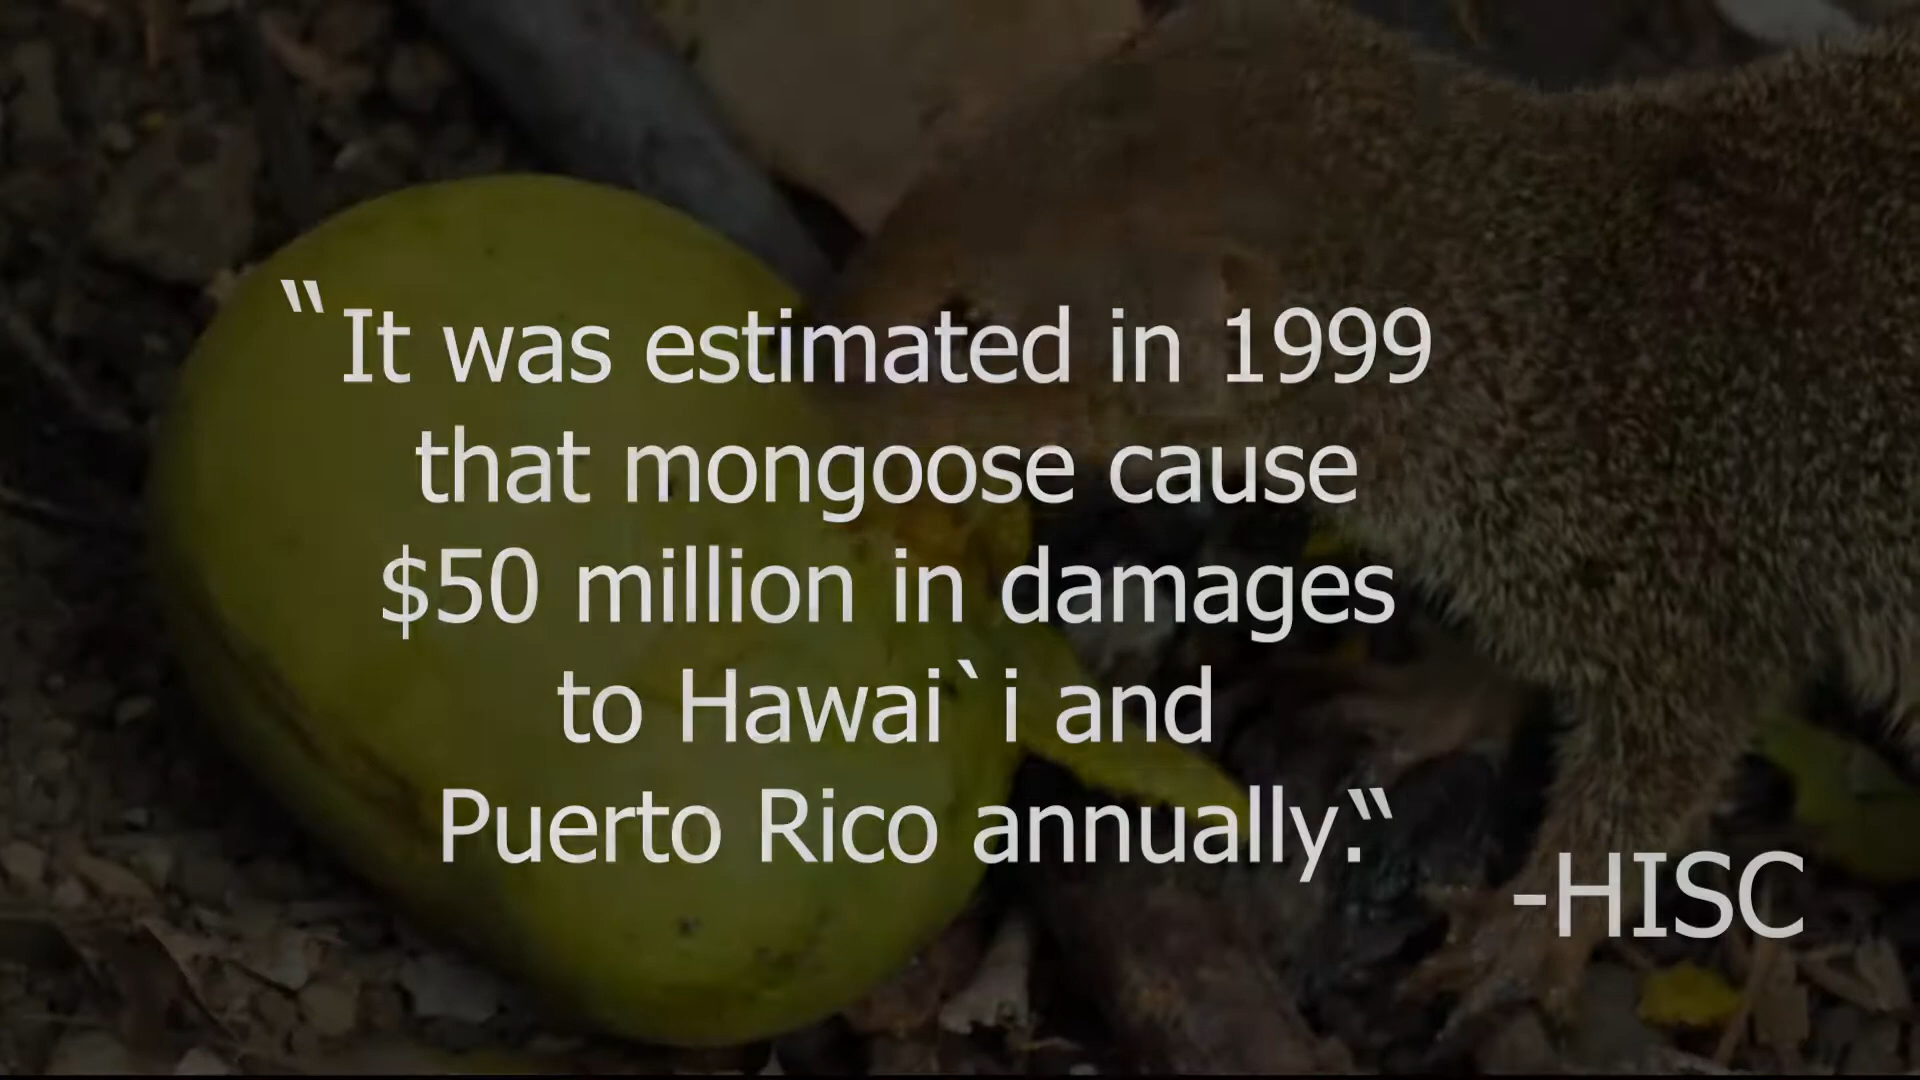 “It was estimated in 1999
that mongoose cause
$50 million in damages
to Hawai`i and
Puerto Rico annually.“
-HISC